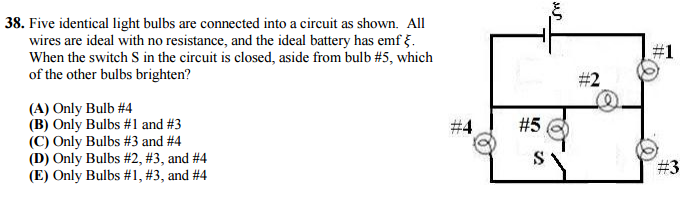 38. Five identical light bulbs are connected into a circuit as shown. All
wires are ideal with no resistance, and the ideal battery has emf ξ.
When the switch S in the circuit is closed, aside from bulb #5, which
of the other bulbs brighten?
(A) Only Bulb #4
(B) Only Bulbs #1 and #3
(C) Only Bulbs #3 and #4
(D) Only Bulbs #2, #3, and #4
(E) Only Bulbs #1, #3, and #4
ξ
#1
#2
#4
#5
S
#3